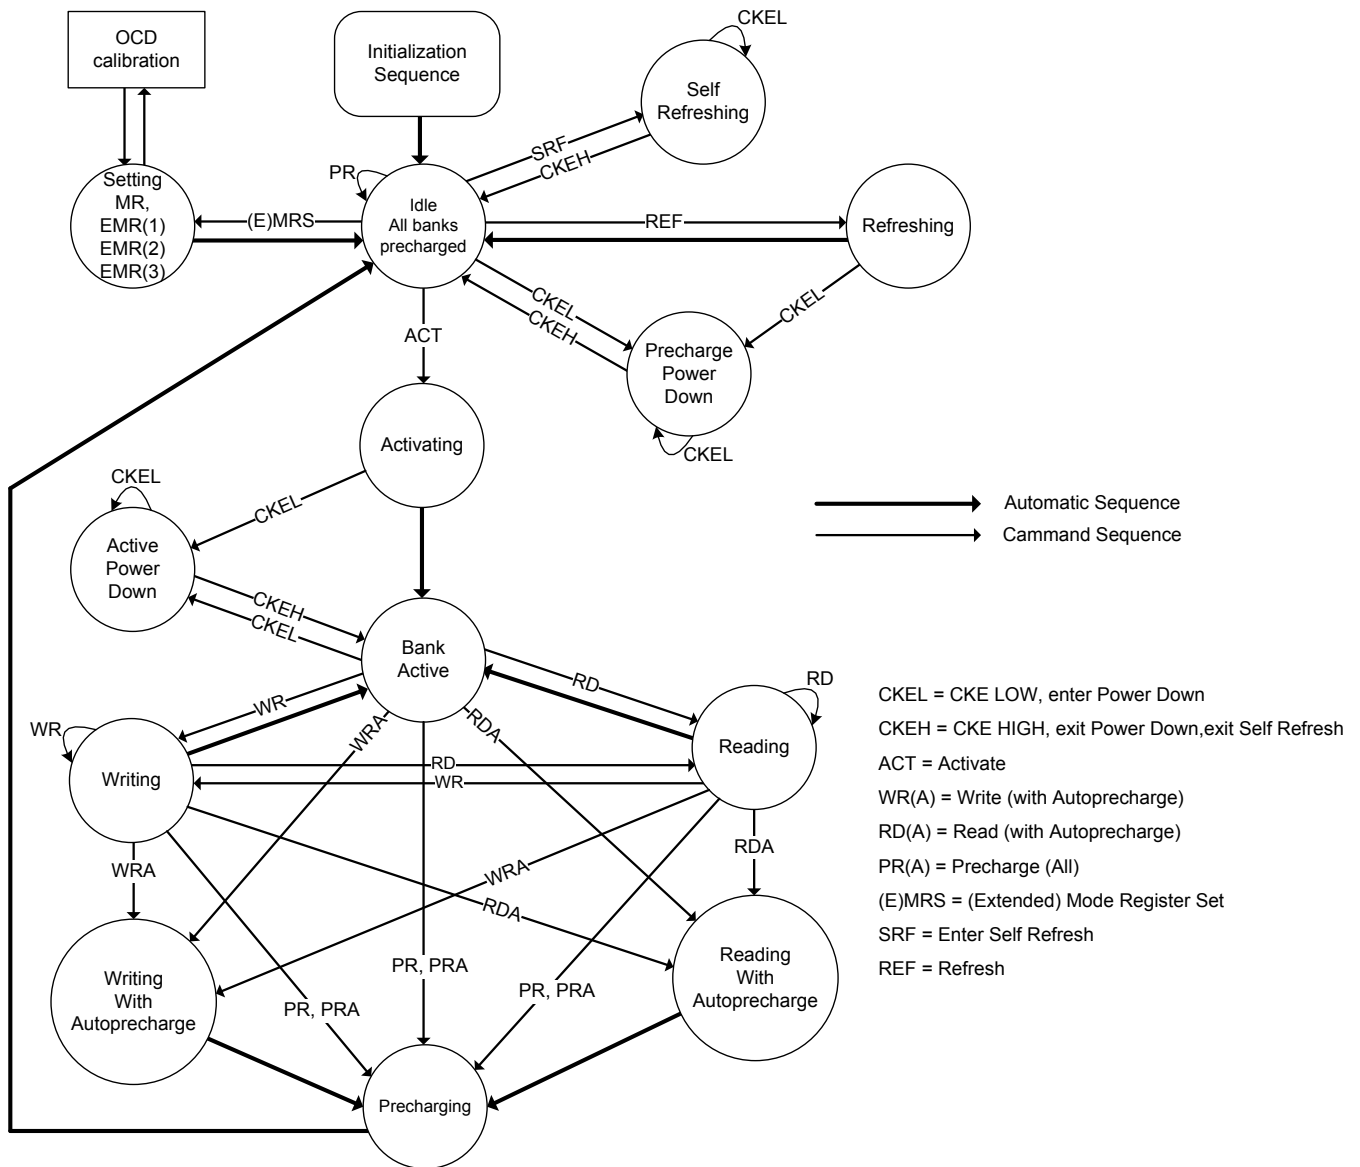 OCD
calibration
Initialization
Sequence
CKEL
Self
Refreshing
SRF
CKEH
PR
Setting
MR,
EMR(1)
EMR(2)
EMR(3)
(E)MRS
Idle
All banks
precharged
REF
Refreshing
CKEL
CKEH
CKEL
ACT
Precharge
Power
Down
CKEL
Activating
CKEL
CKEL
Active
Power
Down
Automatic Sequence
Cammand Sequence
CKEH
CKEL
Bank
Active
RD
WR
RD
WR
WRA
RDA
Writing
RD
WR
Reading
WRA
WRA
RDA
RDA
Writing
With
Autoprecharge
PR, PRA
PR, PRA
PR, PRA
Reading
With
Autoprecharge
Precharging
CKEL = CKE LOW, enter Power Down
CKEH = CKE HIGH, exit Power Down,exit Self Refresh
ACT = Activate
WR(A) = Write (with Autoprecharge)
RD(A) = Read (with Autoprecharge)
PR(A) = Precharge (All)
(E)MRS = (Extended) Mode Register Set
SRF = Enter Self Refresh
REF = Refresh